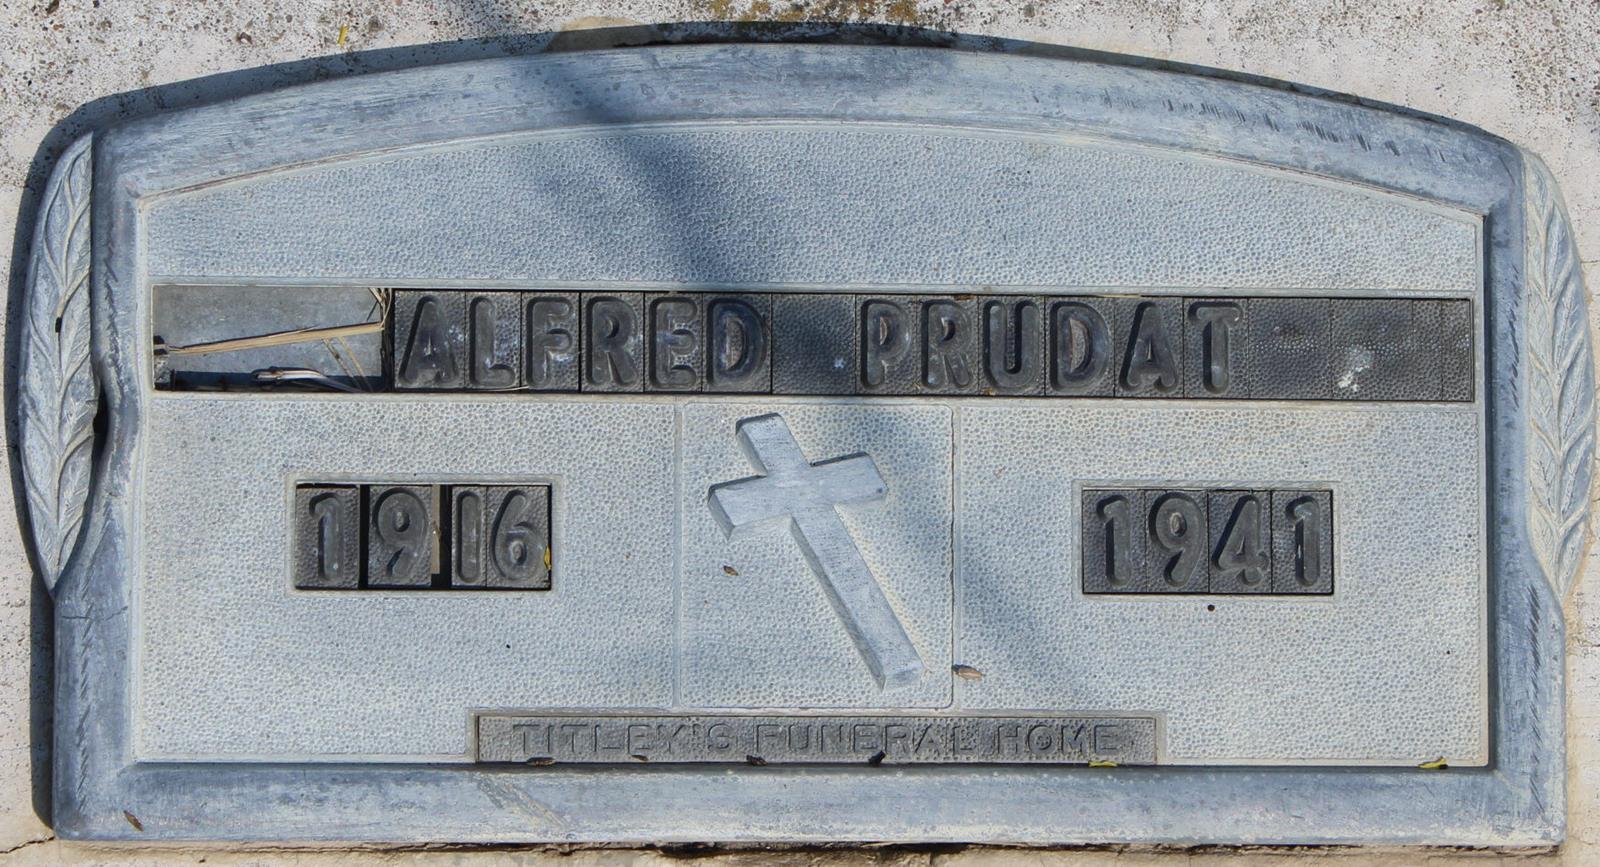 ALFRED PRUDAT
1916 1941
TITLEY'S FUNERAL HOME